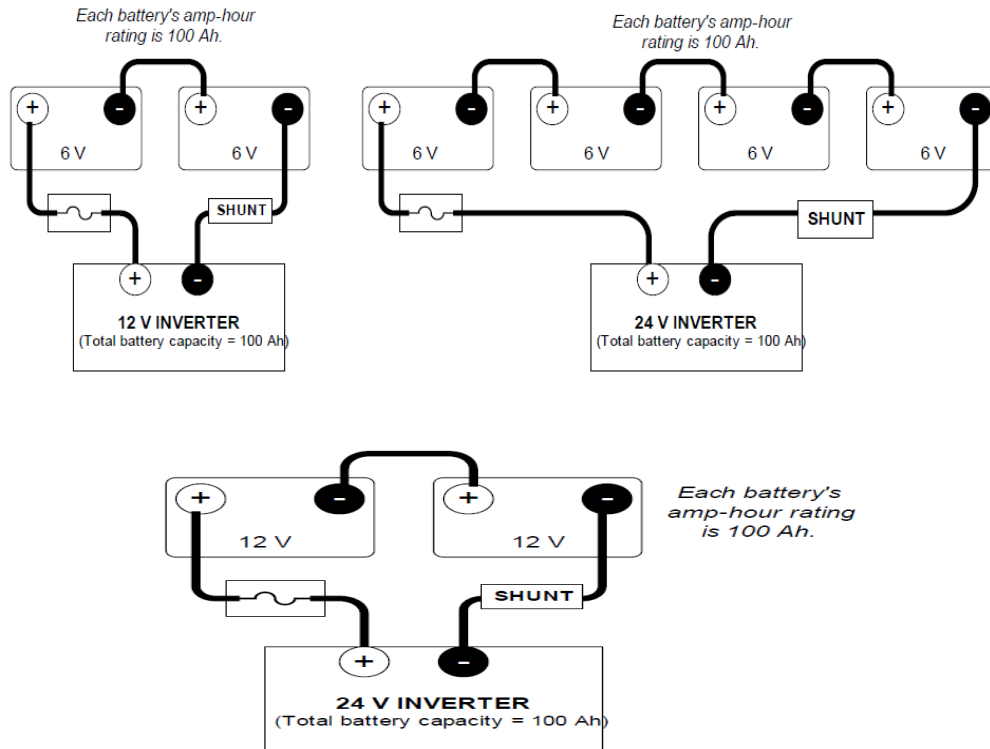 Each battery's amp-hour
rating is 100 Ah.
+ - + -
6 V 6 V
SHUNT
+ -
12 V INVERTER
(Total battery capacity = 100 Ah)
Each battery's amp-hour
rating is 100 Ah.
+ - + - + - + -
6 V 6 V 6 V 6 V
SHUNT
+ -
24 V INVERTER
(Total battery capacity = 100 Ah)
Each battery's
amp-hour rating
is 100 Ah.
+ - + -
12 V 12 V
SHUNT
+ -
24 V INVERTER
(Total battery capacity = 100 Ah)